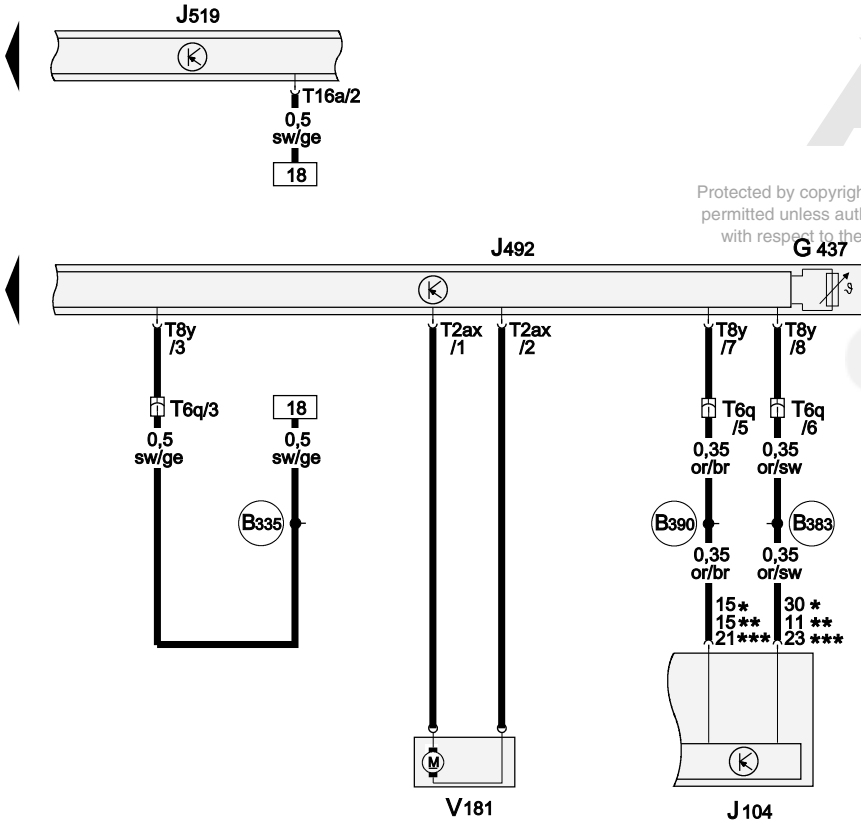 J519
T16a/2
0,5
sw/ge
18
Protected by copyrigh
permitted unless aut
with respect to the
J492
G 437
T8y
/3
T2ax
/1
T2ax
/2
T8y
/7
T8y
/8
T6q/3
18
T6q
/5
T6q
/6
0,5
sw/ge
0,5
sw/ge
0,35
or/br
0,35
or/sw
B335
B390
B383
0,35
or/br
0,35
or/sw
15*
15**
21***
30*
11**
23***
M
V181
J104